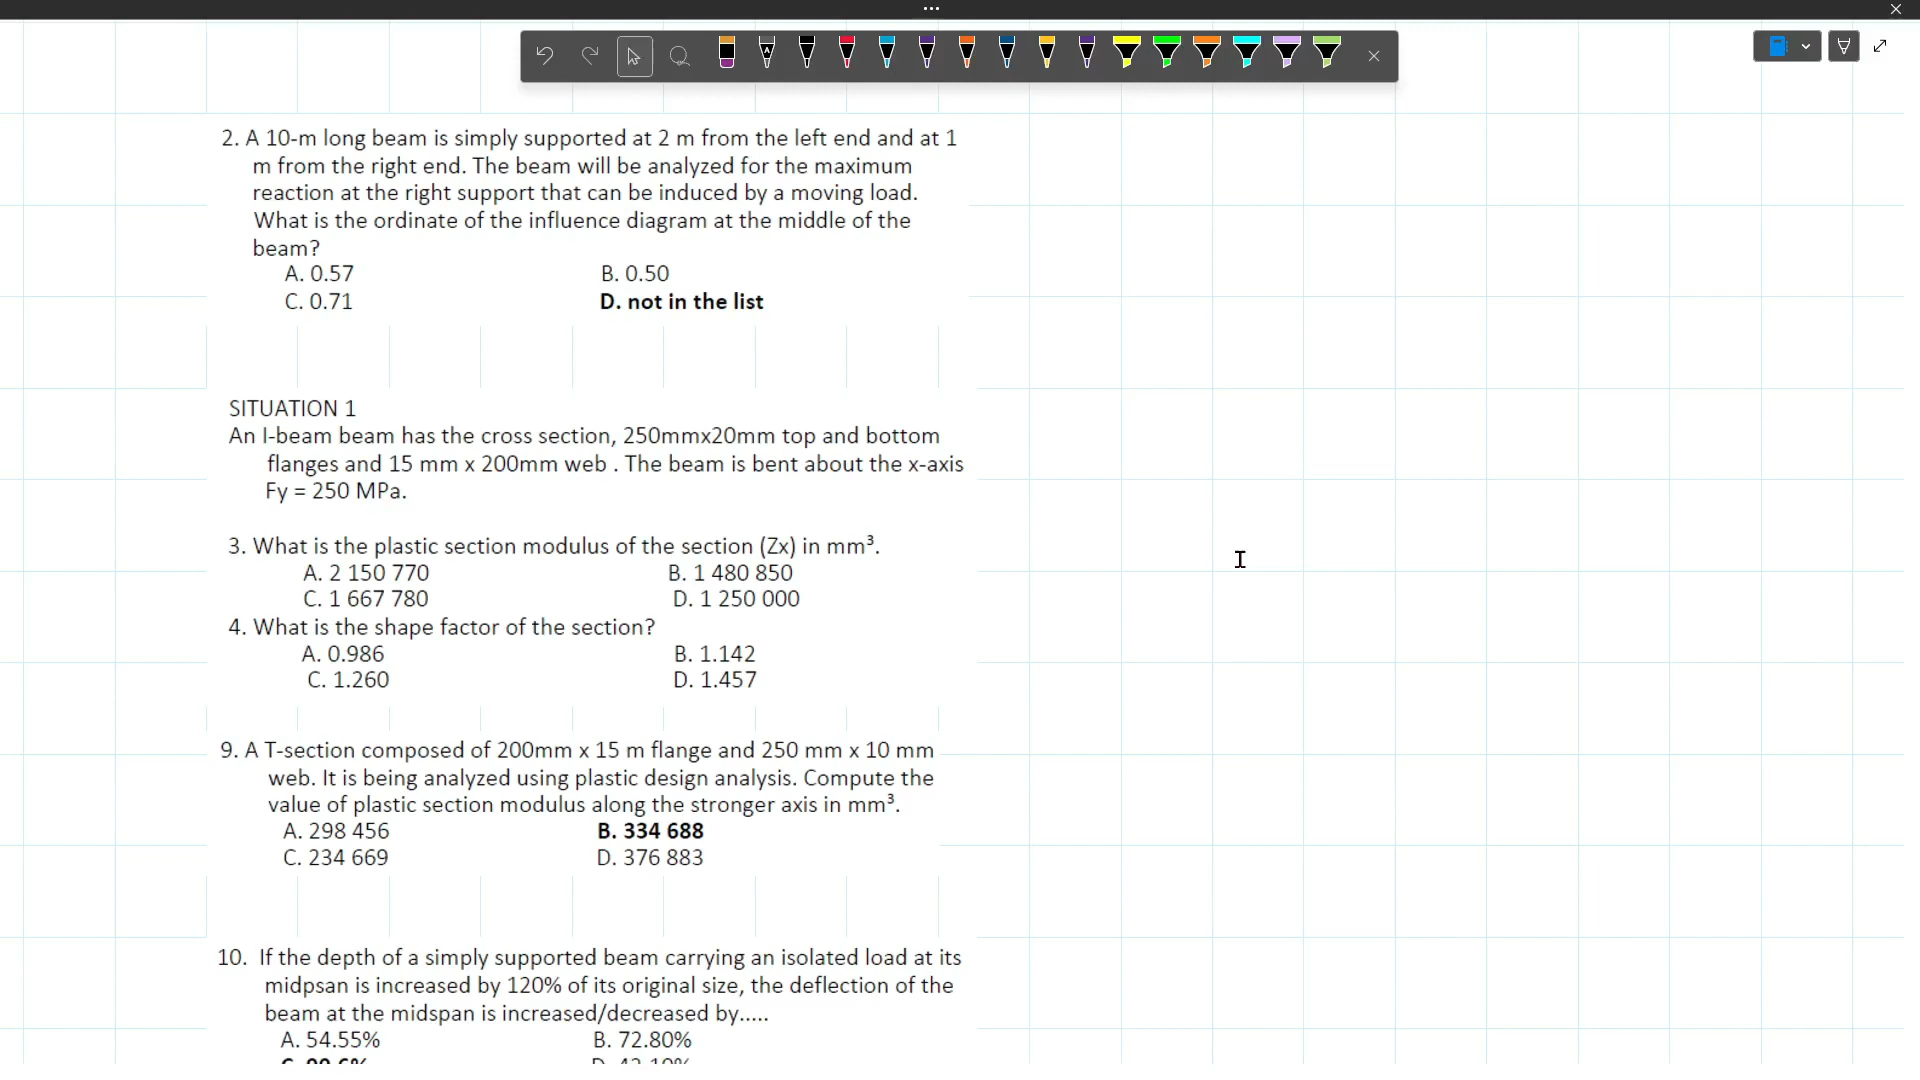 2. A 10-m long beam is simply supported at 2 m from the left end and at 1
m from the right end. The beam will be analyzed for the maximum
reaction at the right support that can be induced by a moving load.
What is the ordinate of the influence diagram at the middle of the
beam?
A. 0.57 B. 0.50
C. 0.71 D. not in the list
SITUATION 1
An I-beam beam has the cross section, 250mmx20mm top and bottom
flanges and 15 mm x 200mm web . The beam is bent about the x-axis
Fy = 250 MPa.
3. What is the plastic section modulus of the section (Zx) in mm³.
A. 2 150 770 B. 1 480 850
C. 1 667 780 D. 1 250 000
4. What is the shape factor of the section?
A. 0.986 B. 1.142
C. 1.260 D. 1.457
9. A T-section composed of 200mm x 15 m flange and 250 mm x 10 mm
web. It is being analyzed using plastic design analysis. Compute the
value of plastic section modulus along the stronger axis in mm³.
A. 298 456 B. 334 688
C. 234 669 D. 376 883
10. If the depth of a simply supported beam carrying an isolated load at its
midpsan is increased by 120% of its original size, the deflection of the
beam at the midspan is increased/decreased by.....
A. 54.55% B. 72.80%